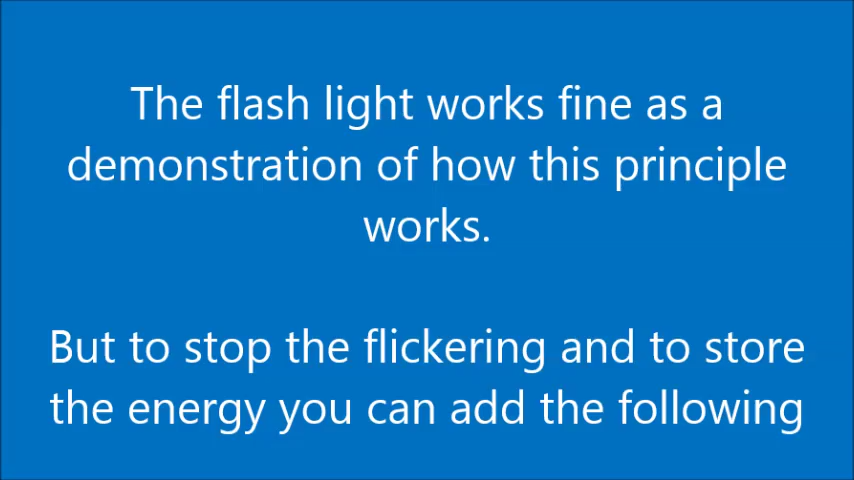 The flash light works fine as a
demonstration of how this principle
works.
But to stop the flickering and to store
the energy you can add the following